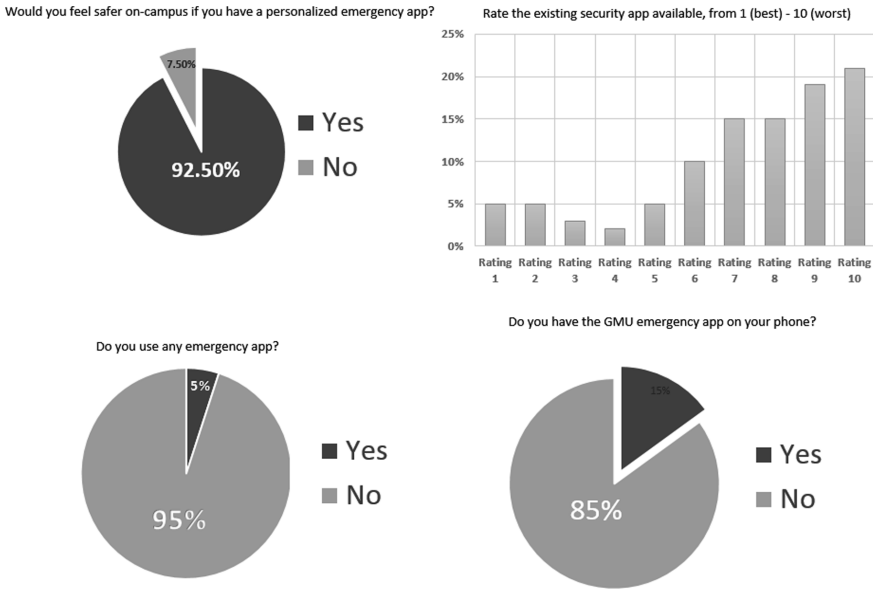 Would you feel safer on-campus if you have a personalized emergency app?
7.50%
92.50%
Yes
No
Rate the existing security app available, from 1 (best) - 10 (worst)
25%
20%
15%
10%
5%
0%
Rating Rating Rating Rating Rating Rating Rating Rating Rating Rating
1 2 3 4 5 6 7 8 9 10
Do you use any emergency app?
5%
95%
Yes
No
Do you have the GMU emergency app on your phone?
15%
85%
Yes
No